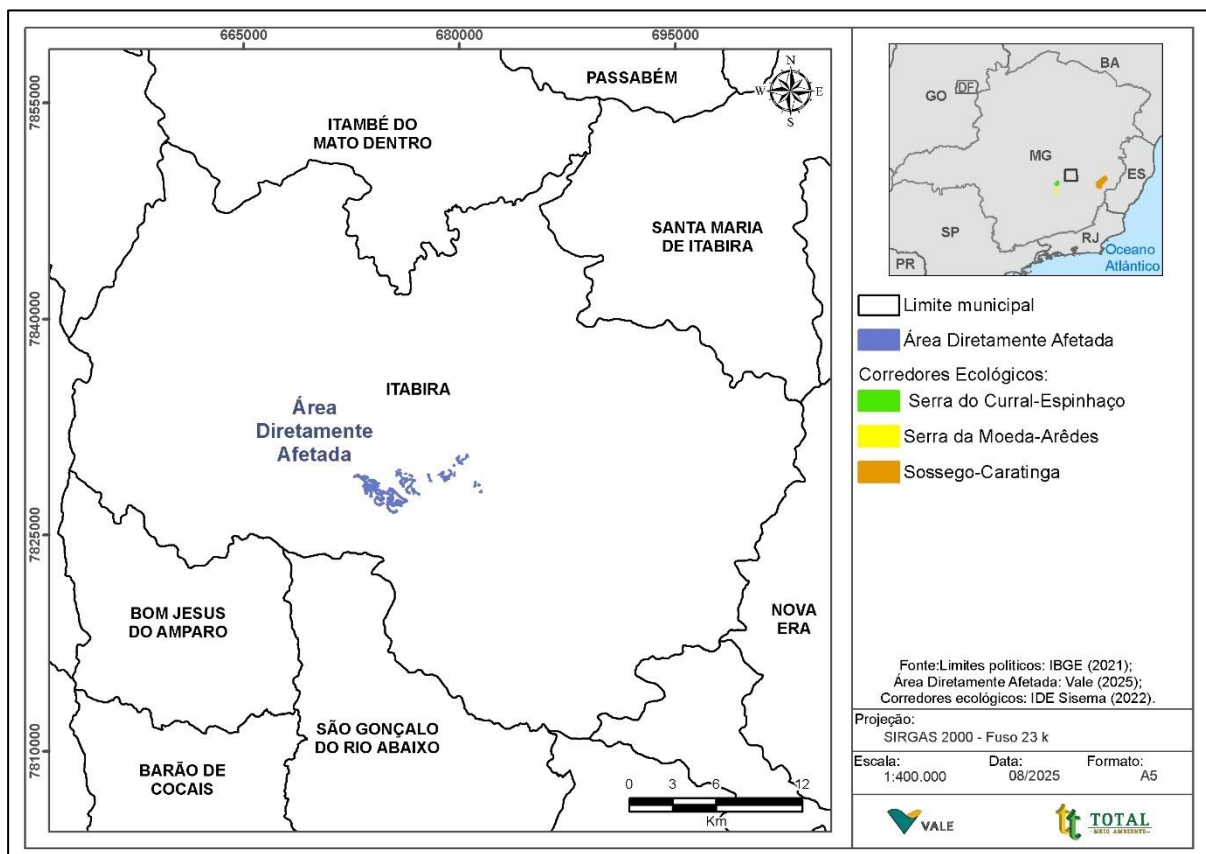 665000
680000
695000
7855000
7840000
7825000
7810000
N
W
E
S
PASSABÉM
ITAMBÉ DO
MATO DENTRO
SANTA MARIA
DE ITABIRA
ITABIRA
Área
Diretamente
Afetada
BOM JESUS
DO AMPARO
NOVA
ERA
SÃO GONÇALO
DO RIO ABAIXO
BARÃO DE
COCAIS
0 3 6 12
Km
BA
GO
DF
MG
ES
SP
RJ
PR
Oceano
Atlântico
Limite municipal
Área Diretamente Afetada
Corredores Ecológicos:
Serra do Curral-Espinhaço
Serra da Moeda-Arêdes
Sossego-Caratinga
Fonte:Limites políticos: IBGE (2021);
Área Diretamente Afetada: Vale (2025);
Corredores ecológicos: IDE Sisema (2022).
Projeção:
SIRGAS 2000 - Fuso 23 k
Escala: Data: Formato:
1:400.000 08/2025 A5
VALE
TOTAL
MEIO AMBIENTE